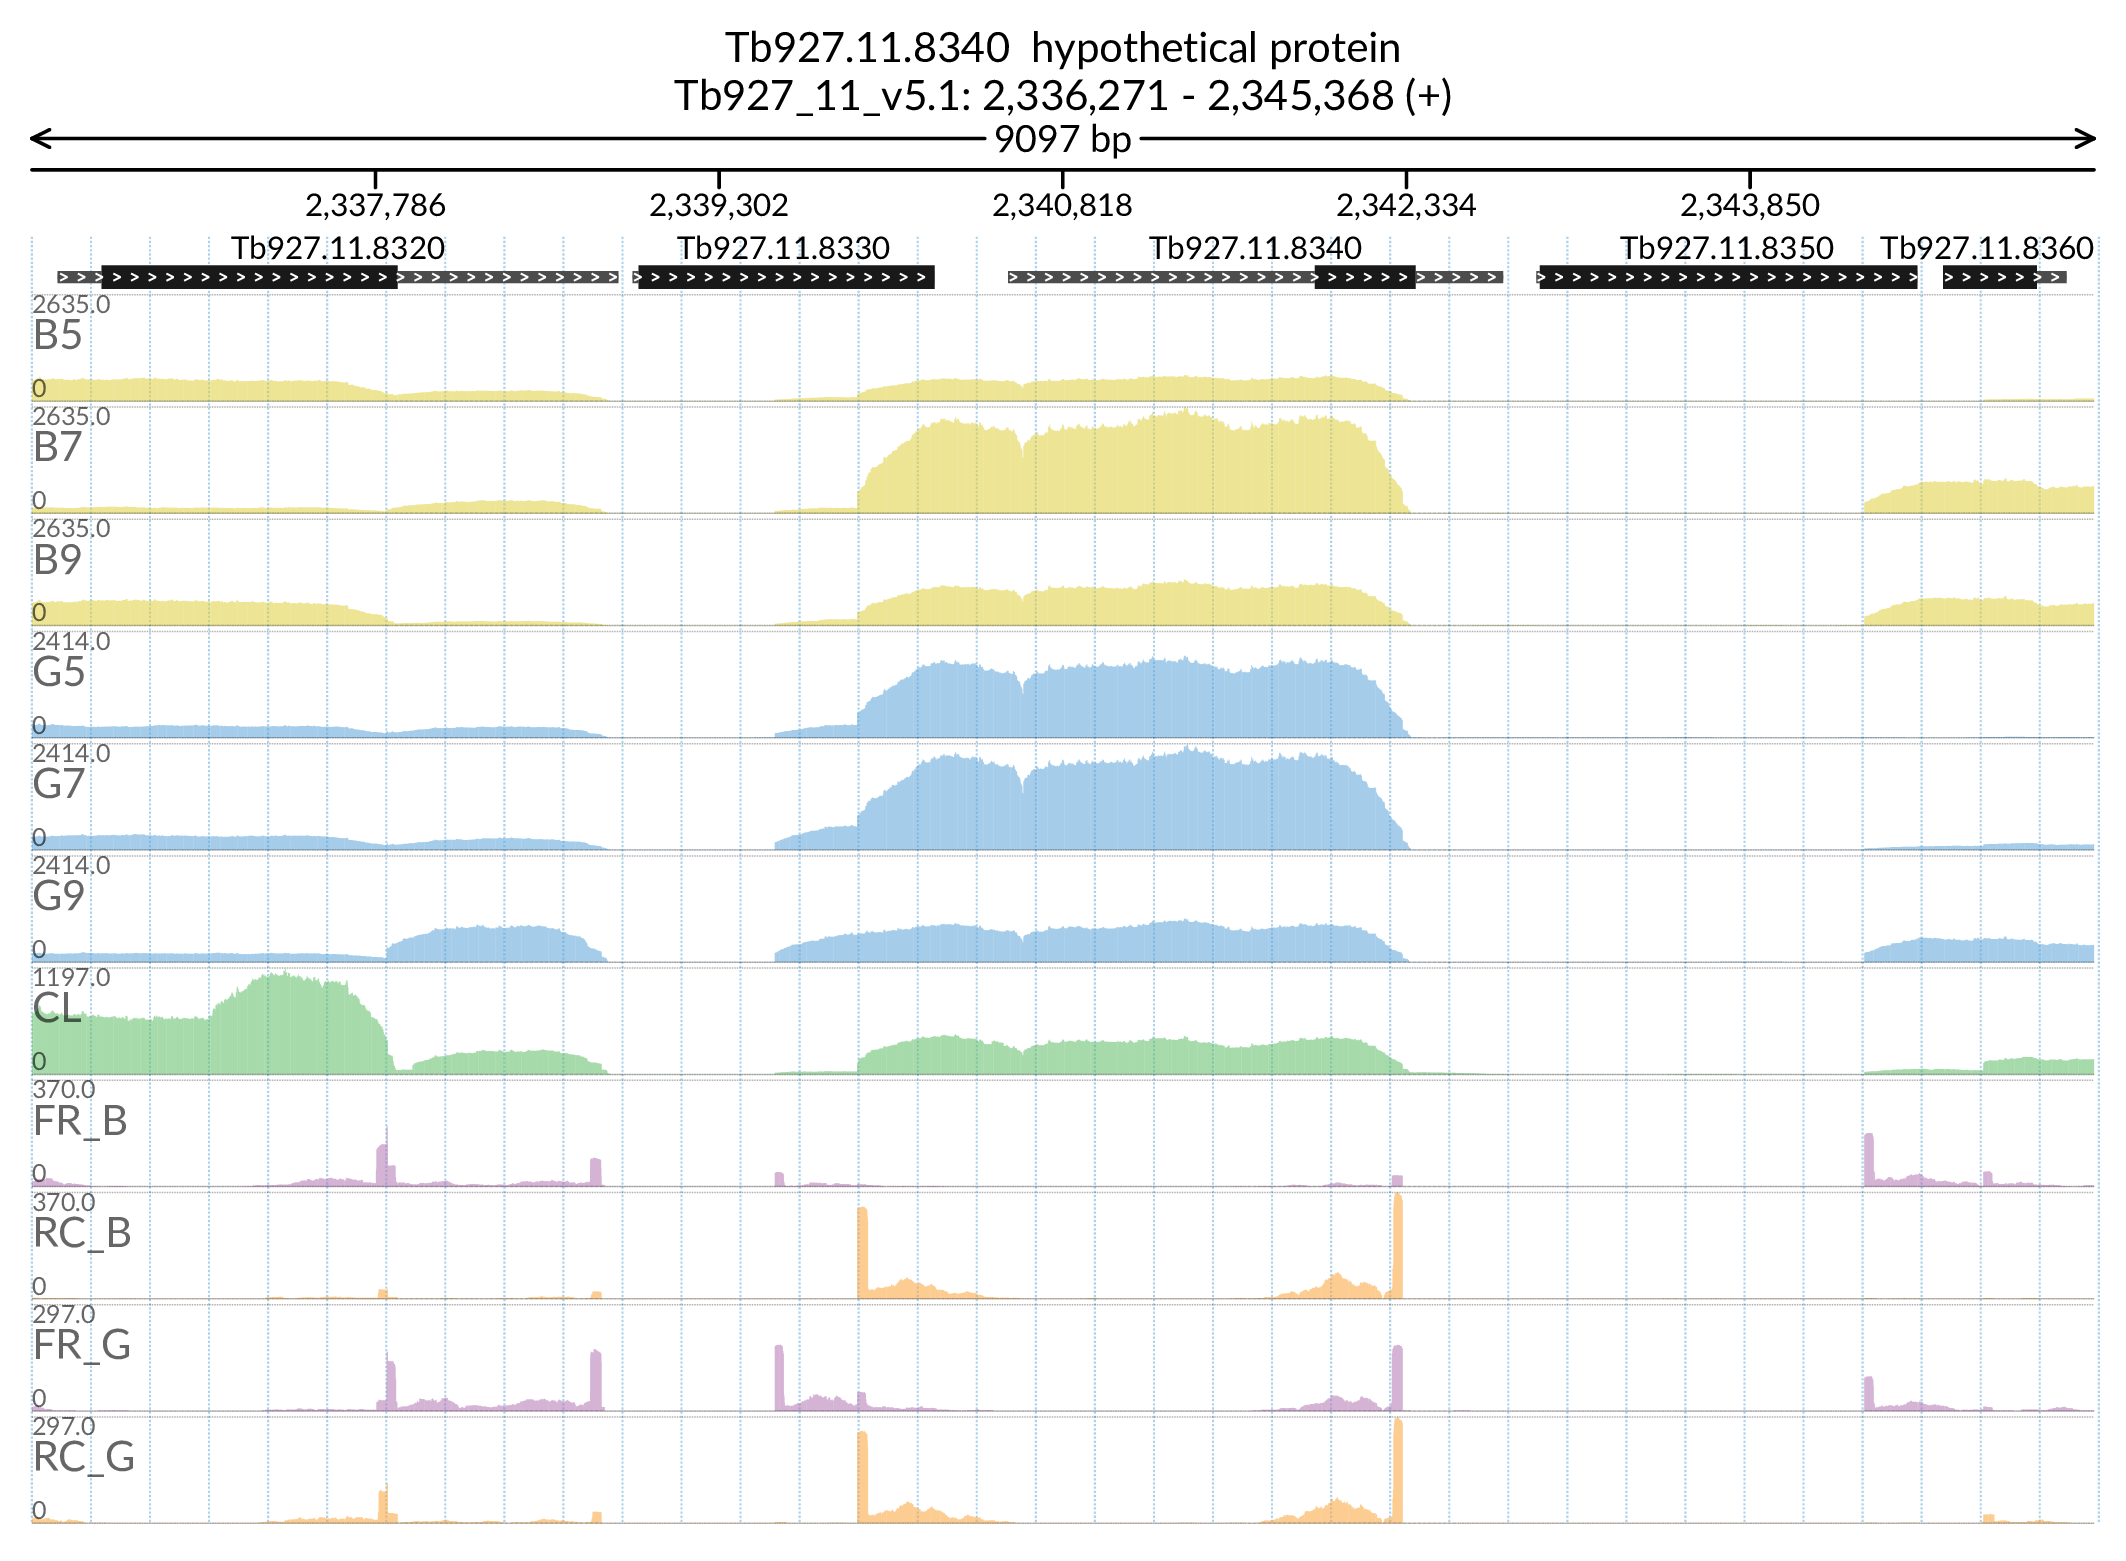 Tb927.11.8340  hypothetical protein
Tb927_11_v5.1: 2,336,271 - 2,345,368 (+)
9097 bp
2,337,786 2,339,302 2,340,818 2,342,334 2,343,850
Tb927.11.8320 Tb927.11.8330 Tb927.11.8340 Tb927.11.8350 Tb927.11.8360
2635.0
B5
0
2635.0
B7
0
2635.0
B9
0
2414.0
G5
0
2414.0
G7
0
2414.0
G9
0
1197.0
CL
0
370.0
FR_B
0
370.0
RC_B
0
297.0
FR_G
0
297.0
RC_G
0